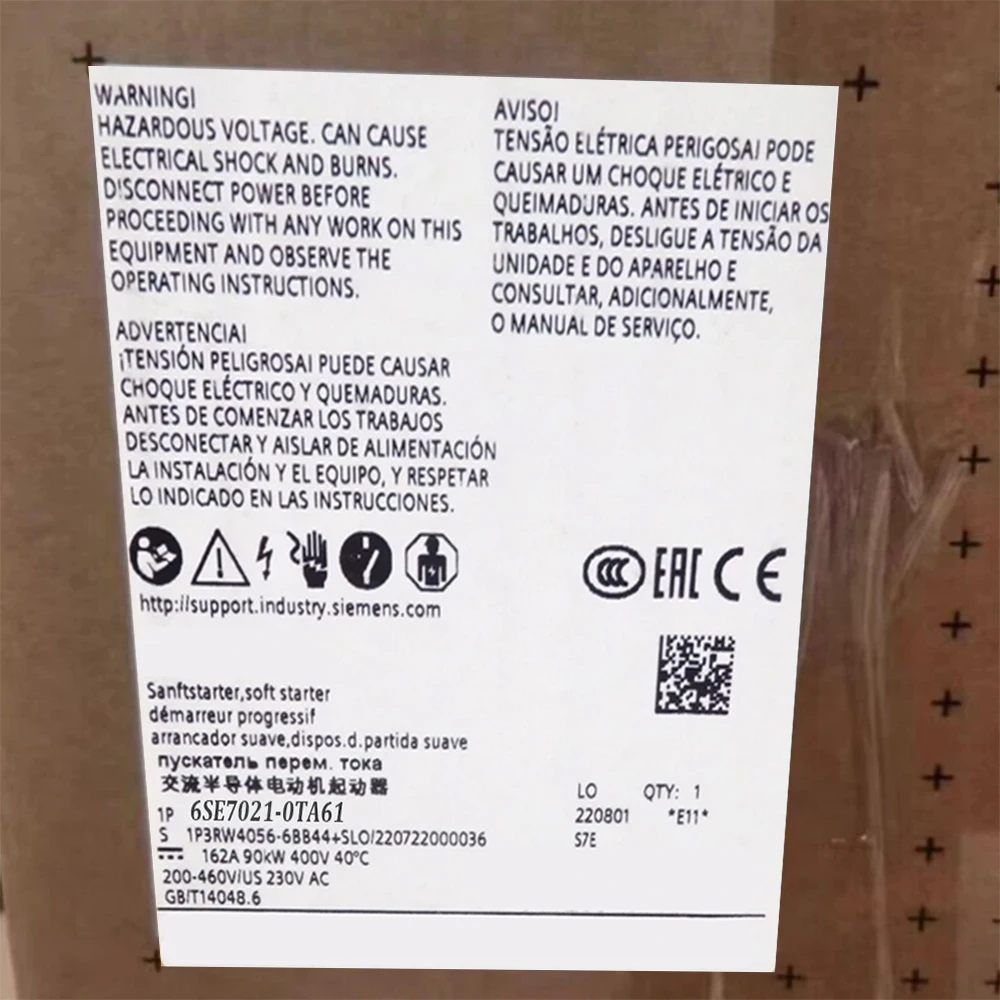 WARNING!
HAZARDOUS VOLTAGE. CAN CAUSE
ELECTRICAL SHOCK AND BURNS.
DISCONNECT POWER BEFORE
PROCEEDING WITH ANY WORK ON THIS
EQUIPMENT AND OBSERVE THE
OPERATING INSTRUCTIONS.
ADVERTENCIA!
¡TENSIÓN PELIGROSA! PUEDE CAUSAR
CHOQUE ELÉCTRICO Y QUEMADURAS.
ANTES DE COMENZAR LOS TRABAJOS
DESCONECTAR Y AISLAR DE ALIMENTACIÓN
LA INSTALACIÓN Y EL EQUIPO, Y RESPETAR
LO INDICADO EN LAS INSTRUCCIONES.
AVISO!
TENSÃO ELÉTRICA PERIGOSA! PODE
CAUSAR UM CHOQUE ELÉTRICO E
QUEIMADURAS. ANTES DE INICIAR OS
TRABALHOS, DESLIGUE A TENSÃO DA
UNIDADE E DO APARELHO E
CONSULTAR, ADICIONALMENTE,
O MANUAL DE SERVIÇO.
CCC EAC CE
http://support.industry.siemens.com
Sanftstarter,soft starter
démarreur progressif
arrancador suave,dispos.d.partida suave
пускатель перем. тока
交流半导体电动机起动器
1P 6SE7021-0TA61
S 1P3RW4056-6BB44+SLO/220722000036
162A 90kW 400V 40°C
200-460V/US 230V AC
GB/T14048.6
LO QTY: 1
220801 *E11*
S7E